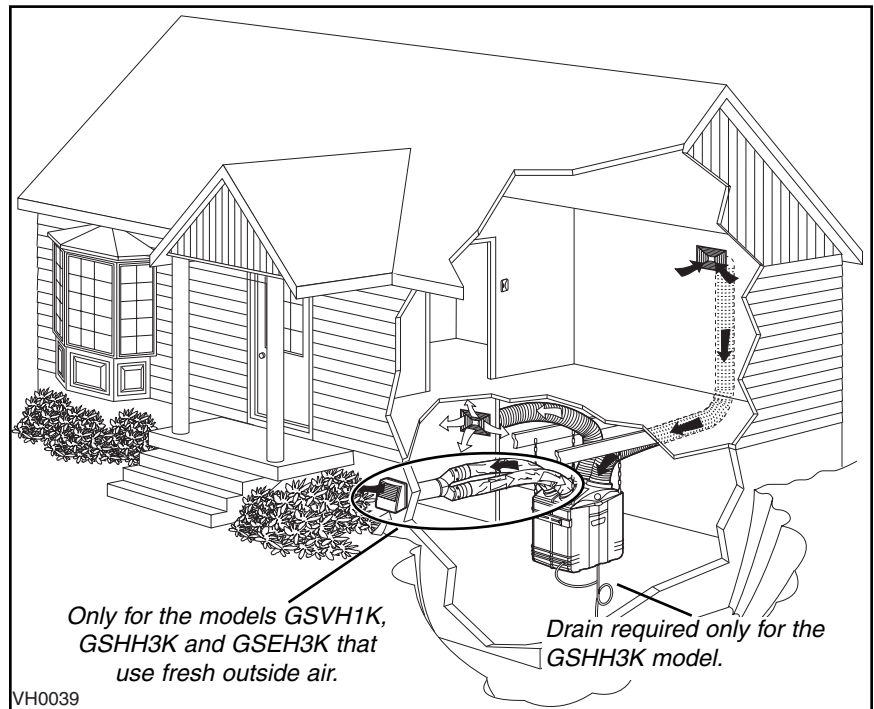 Only for the models GSVH1K,
GSHH3K and GSEH3K that
use fresh outside air.
Drain required only for the
GSHH3K model.
VH0039